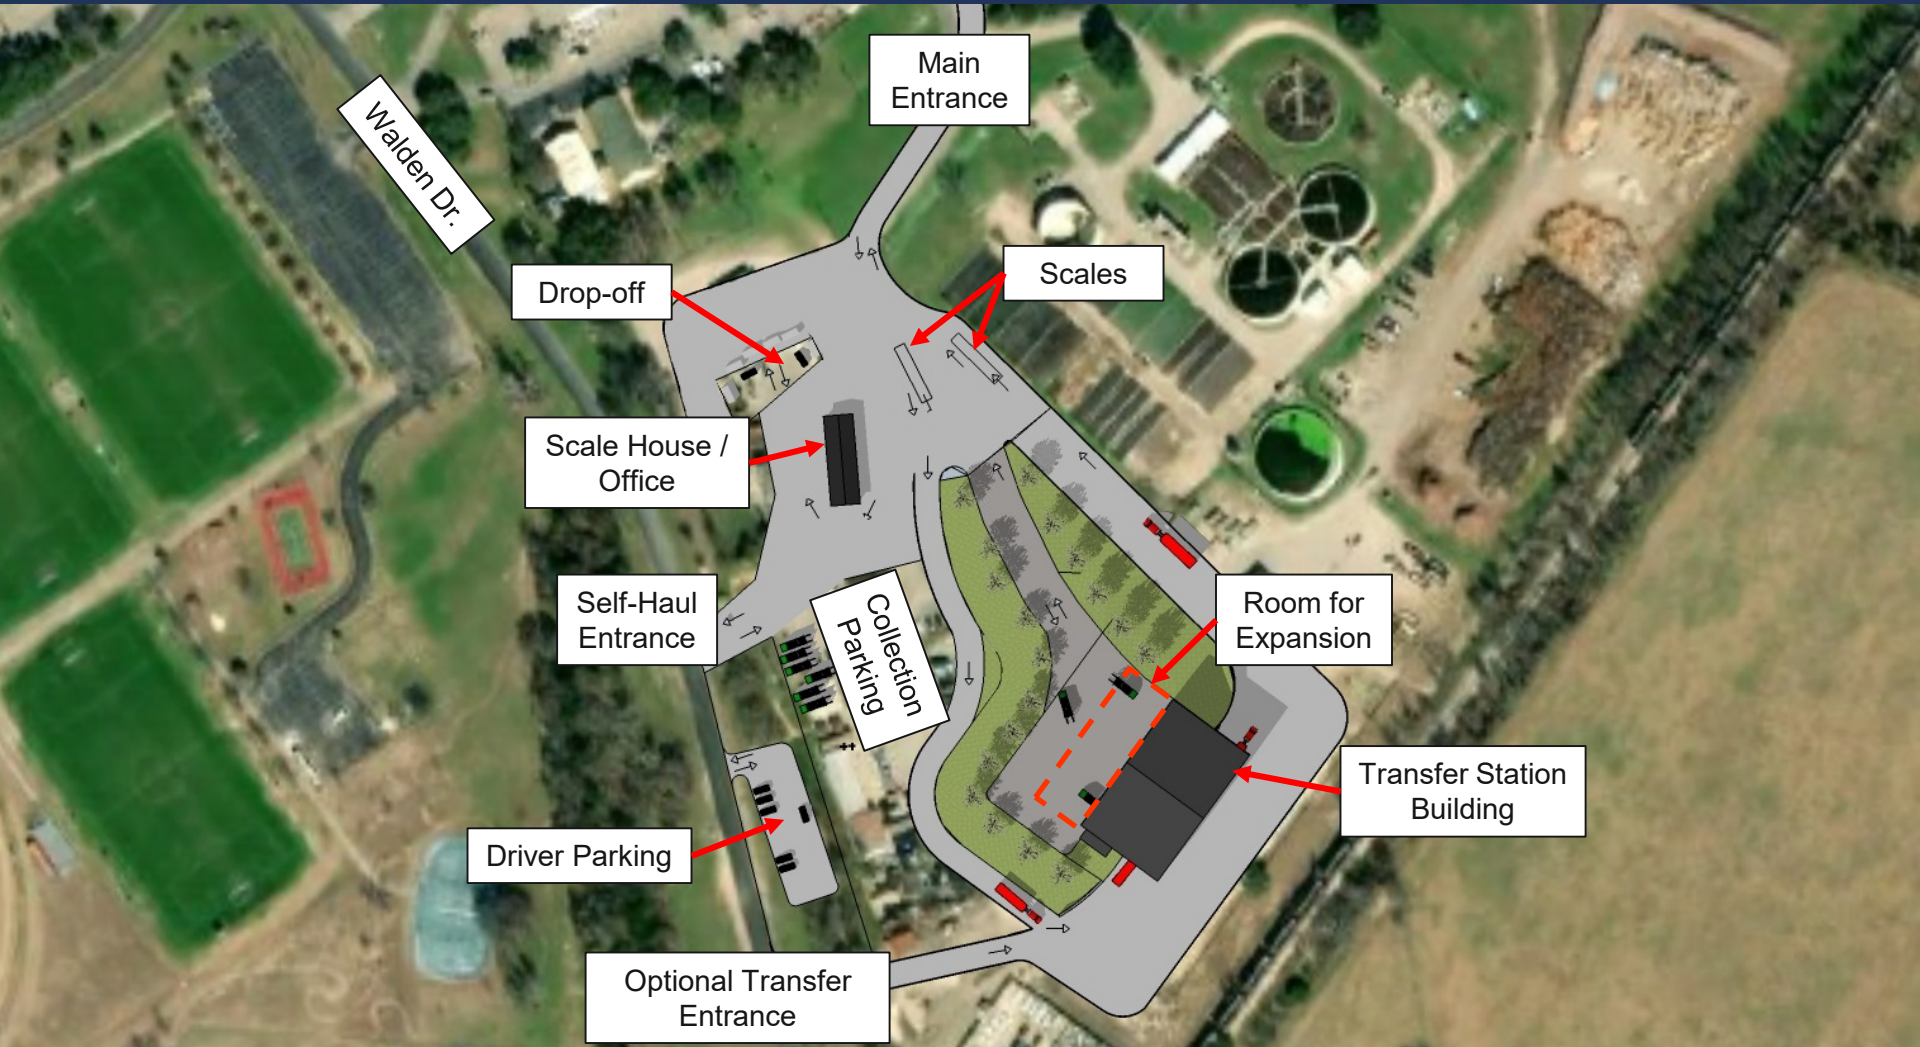 Main
Entrance
Walden Dr.
Scales
Drop-off
Scale House /
Office
Self-Haul
Entrance
Collection
Parking
Room for
Expansion
Transfer Station
Building
Driver Parking
Optional Transfer
Entrance